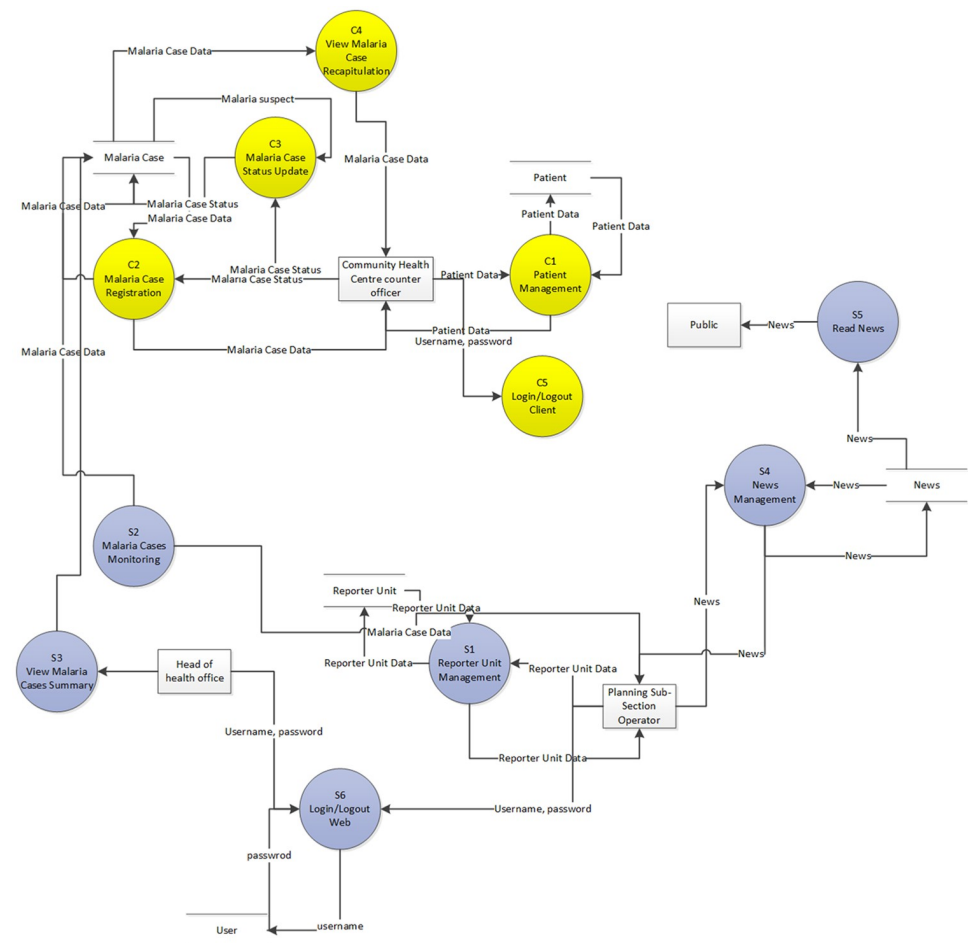 C4
View Malaria
Case
Recapitulation
Malaria Case Data
Malaria suspect
C3
Malaria Case
Status Update
Malaria Case
Malaria Case Data
Patient
Malaria Case Data
Malaria Case Status
Malaria Case Data
Patient Data
Patient Data
C2
Malaria Case
Registration
Malaria Case Status
Malaria Case Status
Community Health
Centre counter
officer
Patient Data
C1
Patient
Management
Malaria Case Data
Malaria Case Data
Patient Data
Username, password
C5
Login/Logout
Client
Public
News
S5
Read News
News
S4
News
Management
News
News
News
S2
Malaria Cases
Monitoring
Reporter Unit
Reporter Unit Data
News
Malaria Case Data
S1
Reporter Unit
Management
Reporter Unit Data
Reporter Unit Data
News
S3
View Malaria
Cases Summary
Head of
health office
Planning Sub-
Section
Operator
Username, password
Reporter Unit Data
S6
Login/Logout
Web
Username, password
passwrod
username
User